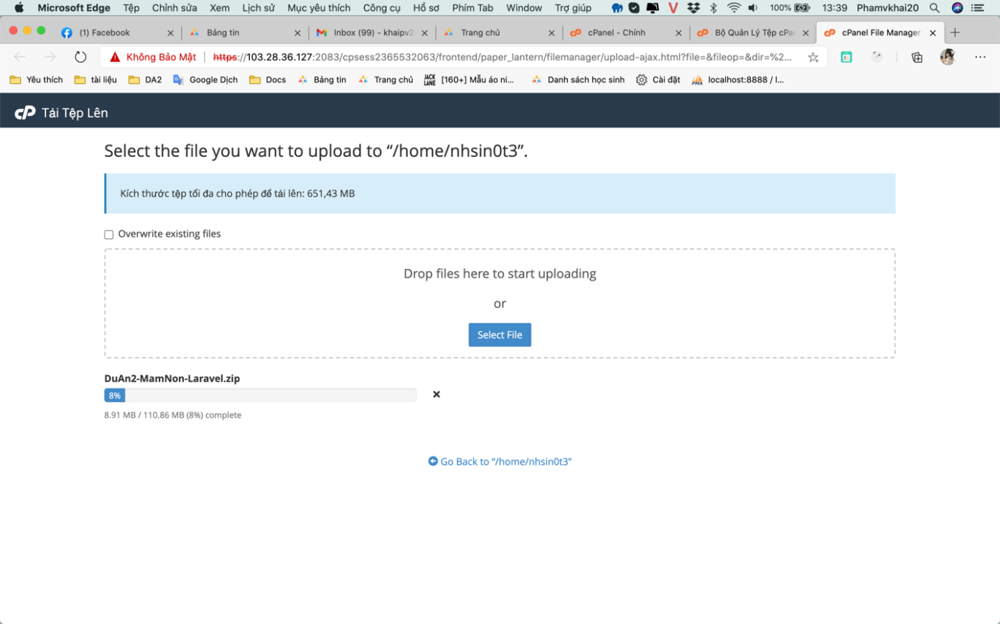 Microsoft Edge Tệp Chỉnh sửa Xem Lịch sử Mục yêu thích Công cụ Hồ sơ Phím Tab Window Trợ giúp 100% 13:39 Phamvkhai20
(1) Facebook Bảng tin Inbox (99) - khaipv2 Trang chủ cPanel - Chính Bộ Quản Lý Tệp cPan cPanel File Manager
Không Bảo Mật https://103.28.36.127:2083/cpsess2365532063/frontend/paper_lantern/filemanager/upload-ajax.html?file=&fileop=&dir=%2...
Yêu thích tài liệu DA2 Google Dịch Docs Bảng tin Trang chủ JACK LANE [160+] Mẫu áo ni... Danh sách học sinh Cài đặt PMA localhost:8888 / l...
cP Tải Tệp Lên
Select the file you want to upload to “/home/nhsin0t3”.
Kích thước tệp tối đa cho phép để tải lên: 651,43 MB
Overwrite existing files
Drop files here to start uploading
or
Select File
DuAn2-MamNon-Laravel.zip
8%
8.91 MB / 110.86 MB (8%) complete
Go Back to “/home/nhsin0t3”